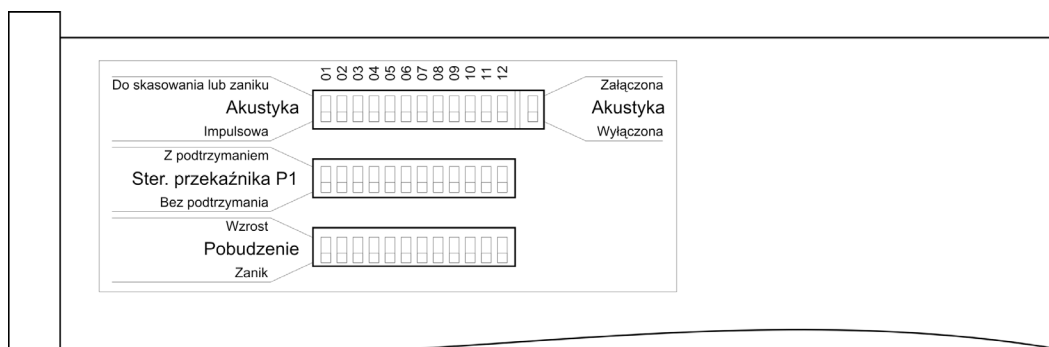 01 02 03 04 05 06 07 08 09 10 11 12
Do skasowania lub zaniku
Akustyka
Impulsowa
Załączona
Akustyka
Wyłączona
Z podtrzymaniem
Ster. przekaźnika P1
Bez podtrzymania
Wzrost
Pobudzenie
Zanik